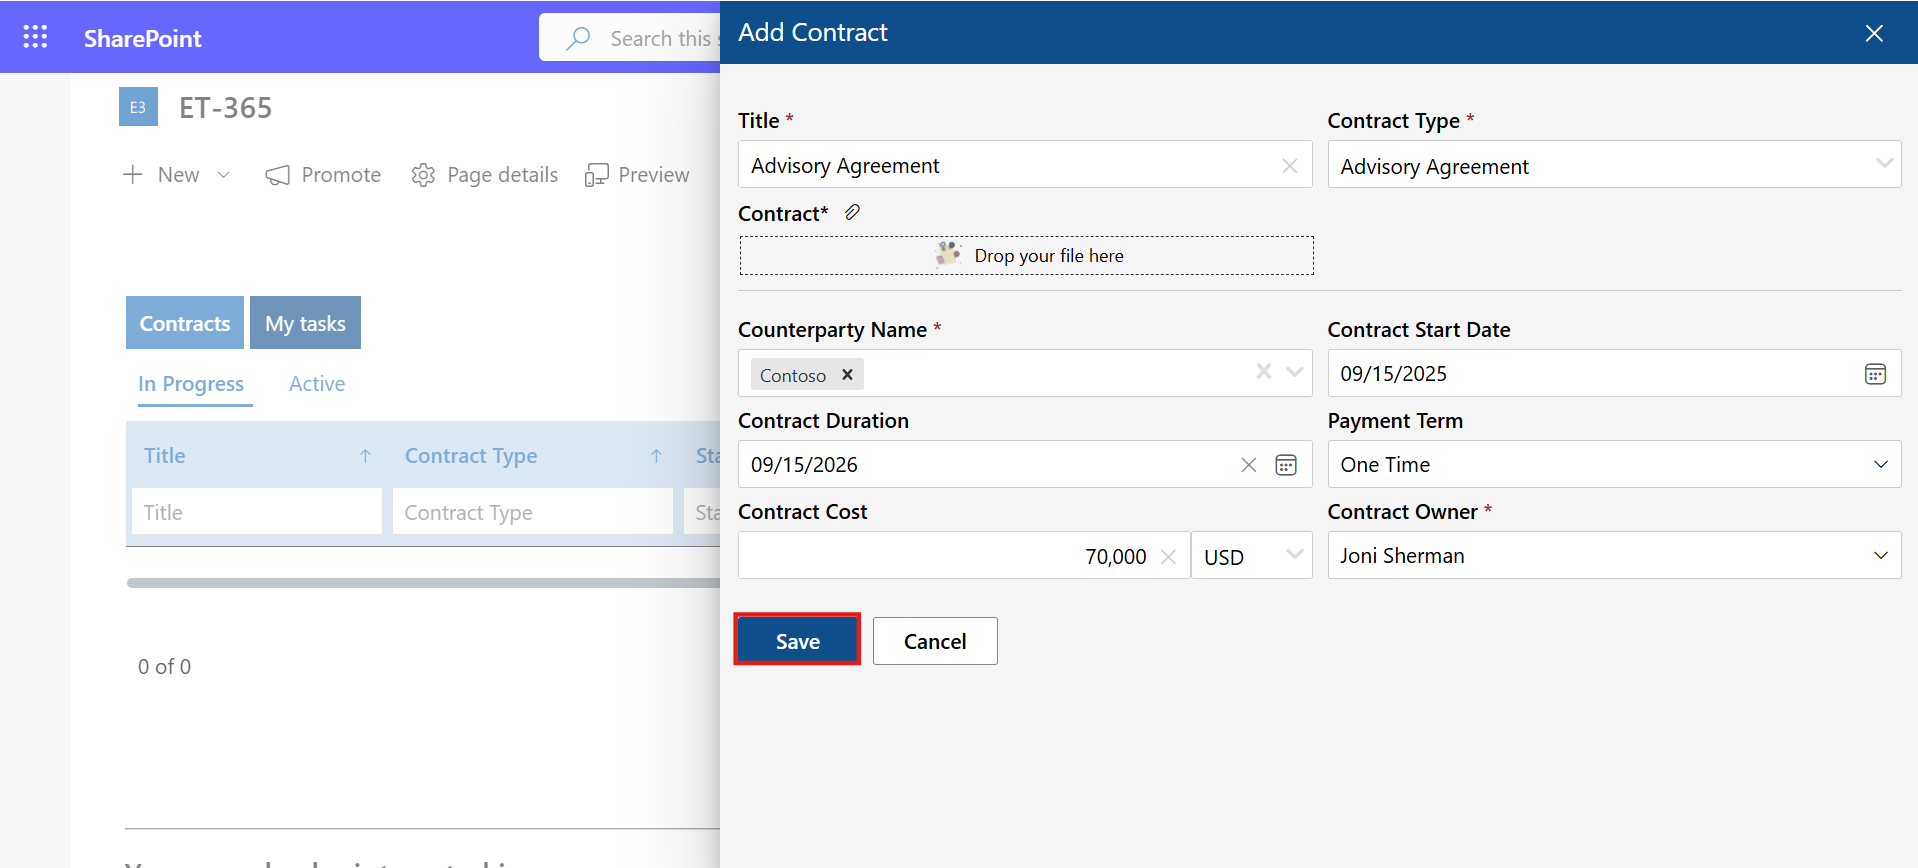 SharePoint
Search this
E3
ET-365
New
Promote
Page details
Preview
Contracts
My tasks
In Progress
Active
Title
Contract Type
Sta
Title
Contract Type
Sta
0 of 0
Add Contract
Title *
Contract Type *
Advisory Agreement
Advisory Agreement
Contract*
Drop your file here
Counterparty Name *
Contract Start Date
Contoso
09/15/2025
Contract Duration
Payment Term
09/15/2026
One Time
Contract Cost
Contract Owner *
70,000
USD
Joni Sherman
Save
Cancel